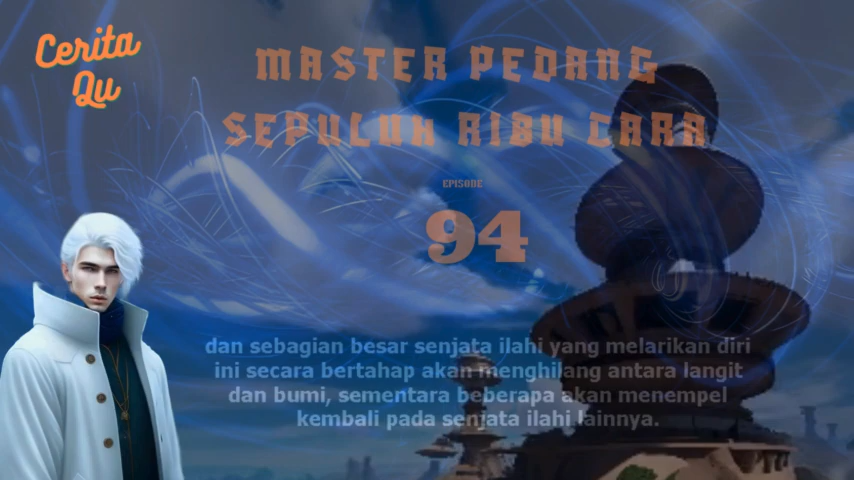 Cerita
Qu
MASTER PEDANG
SEPULUH RIBU CARA
EPISODE
94
dan sebagian besar senjata ilahi yang melarikan diri
ini secara bertahap akan menghilang antara langit
dan bumi, sementara beberapa akan menempel
kembali pada senjata ilahi lainnya.